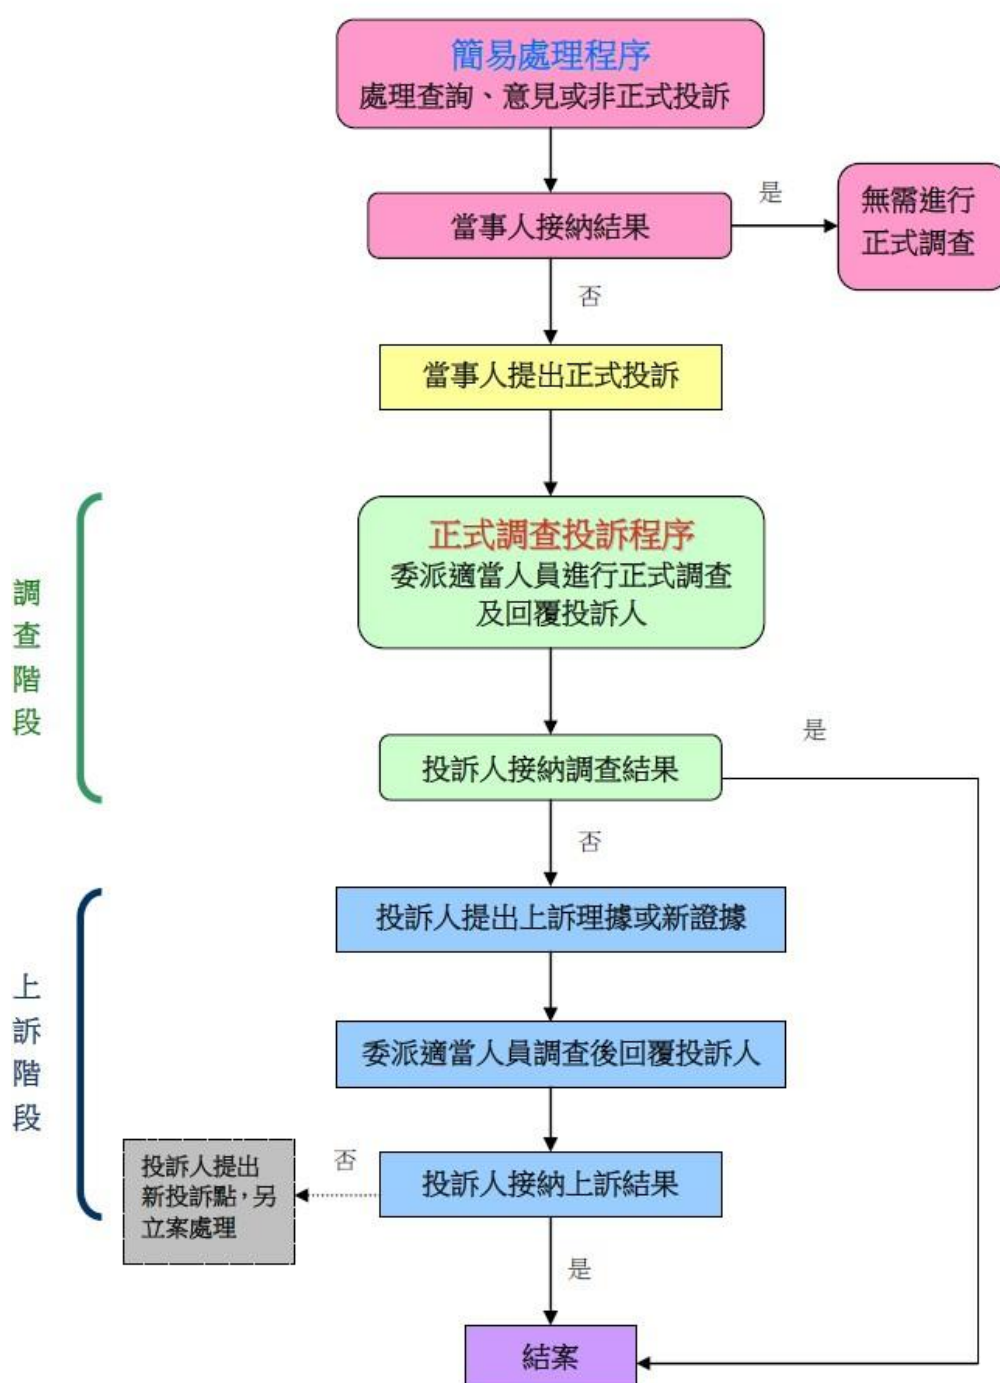 簡易處理程序
處理查詢、意見或非正式投訴
當事人接納結果
是
無需進行
正式調查
否
當事人提出正式投訴
調查階段
正式調查投訴程序
委派適當人員進行正式調查
及回覆投訴人
投訴人接納調查結果
是
否
上訴階段
投訴人提出上訴理據或新證據
委派適當人員調查後回覆投訴人
投訴人接納上訴結果
否
投訴人提出
新投訴點，另
立案處理
是
結案